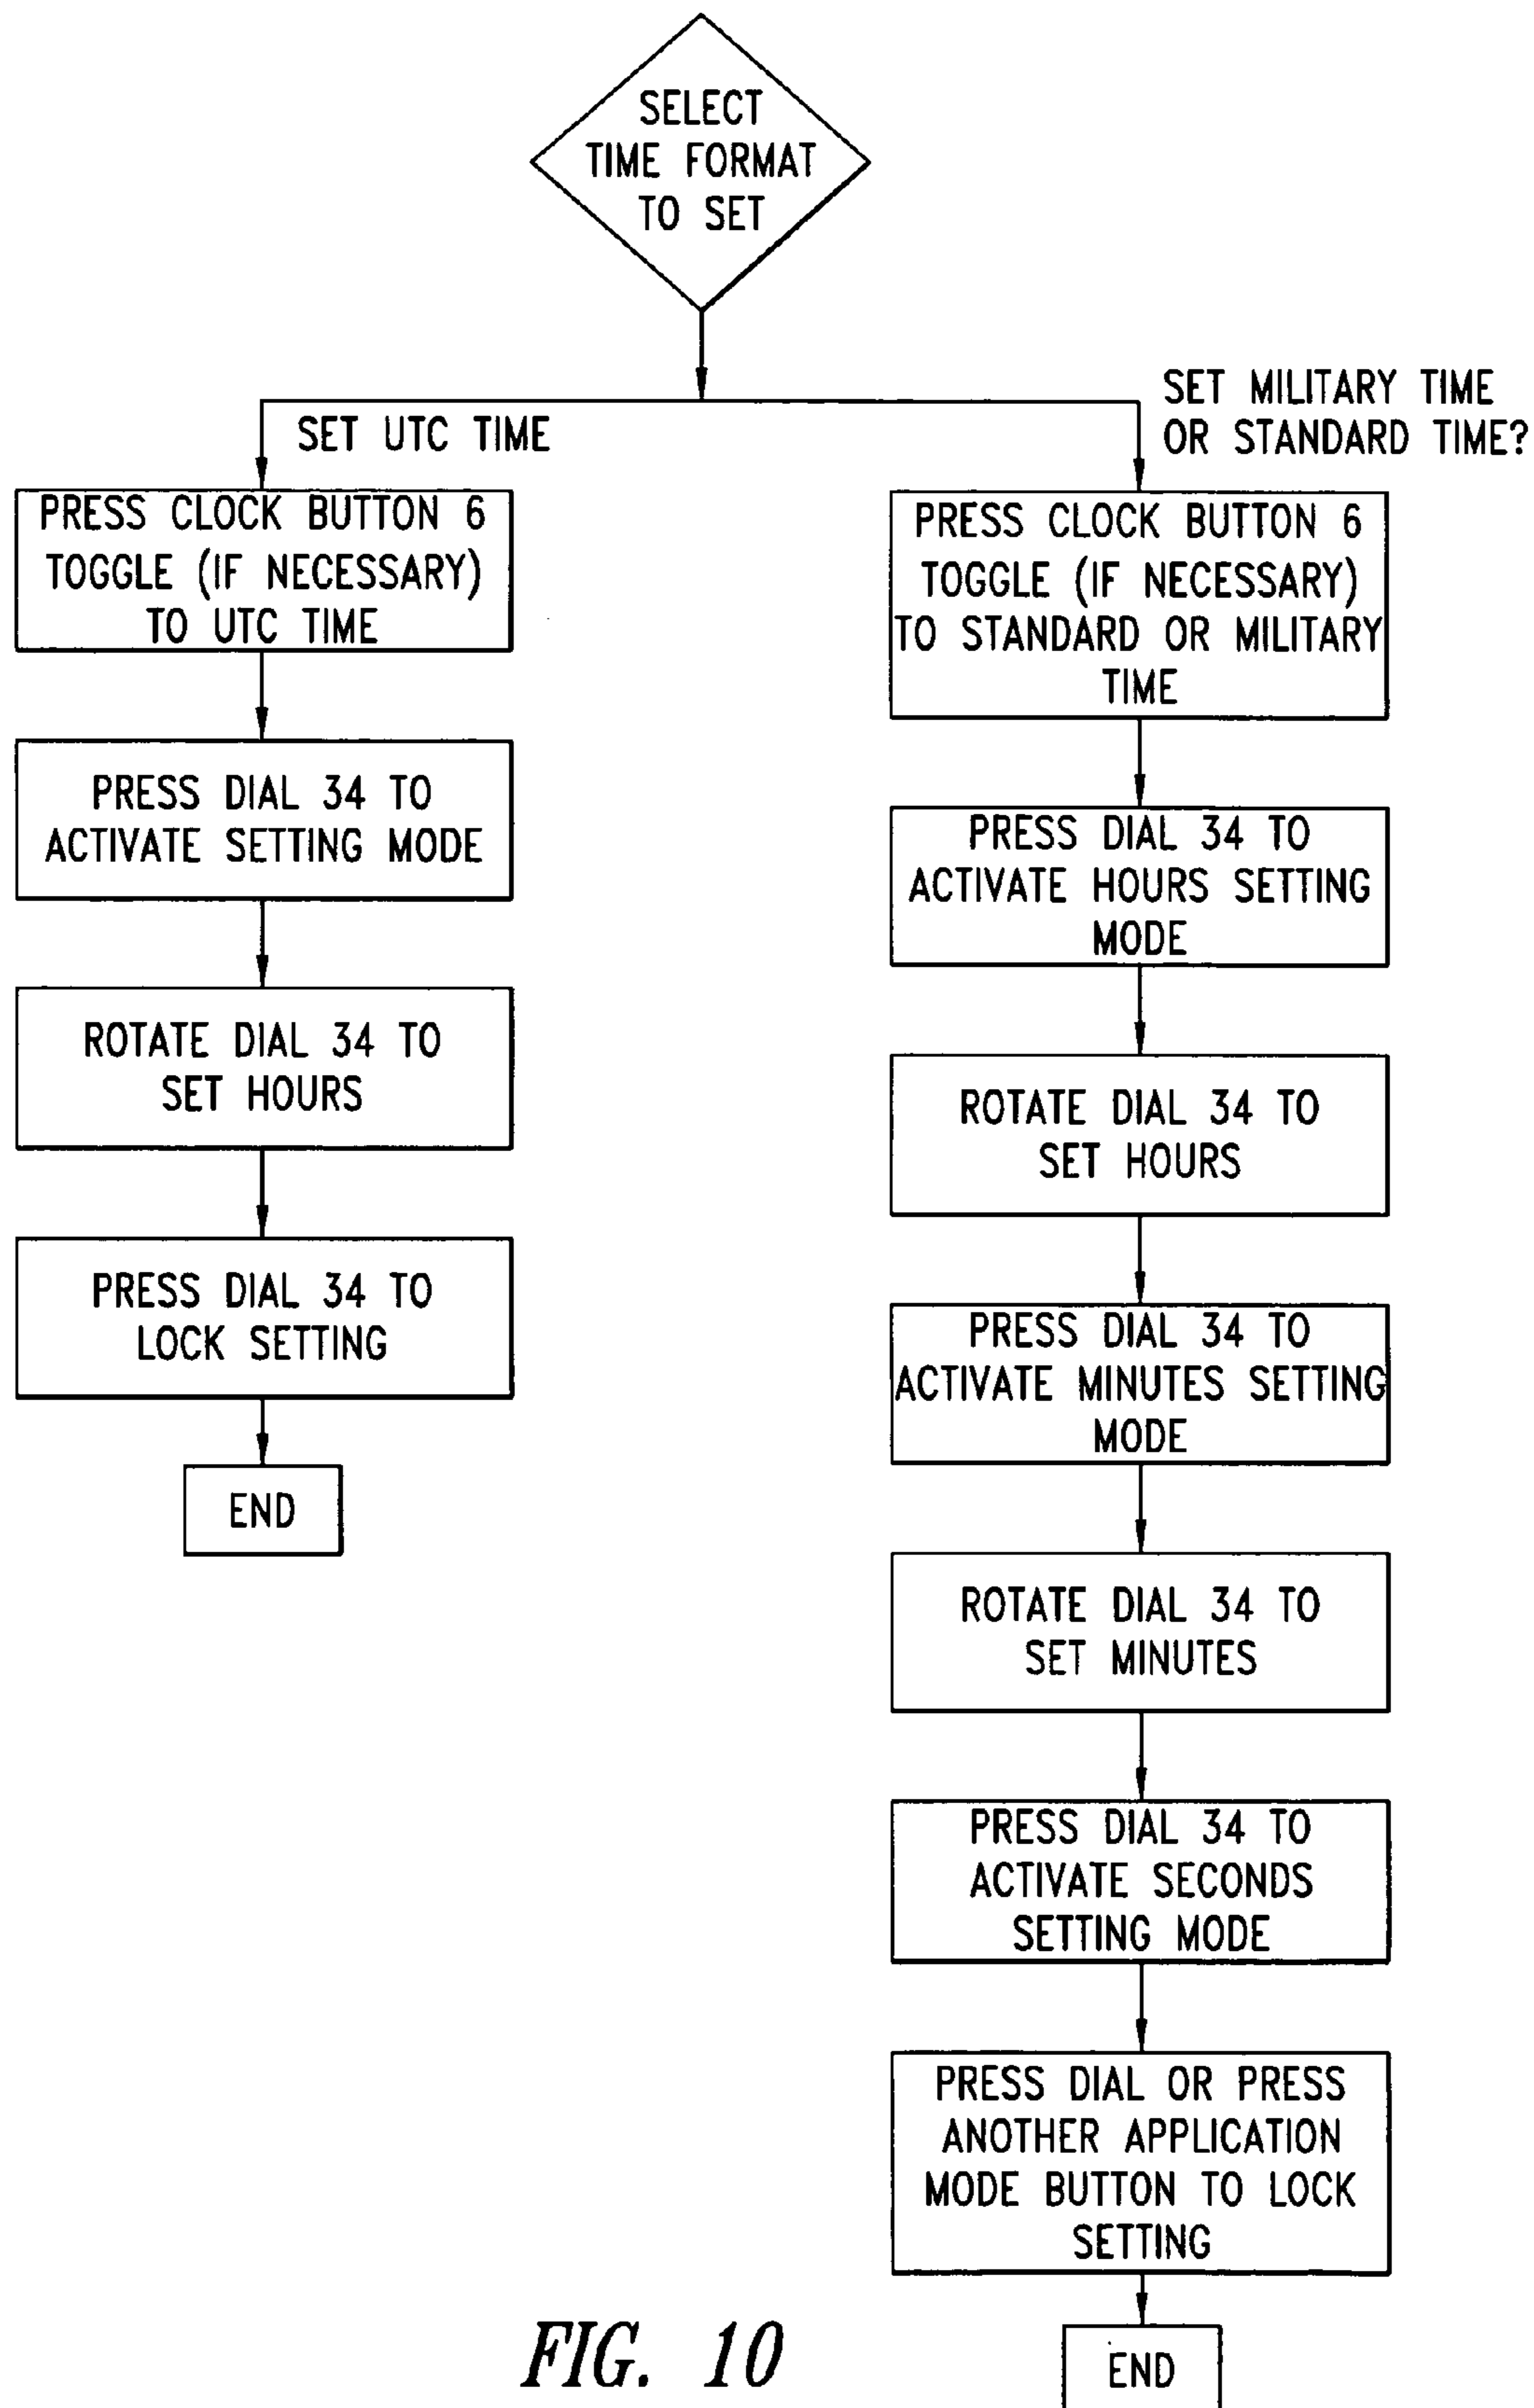 SELECT
TIME FORMAT
TO SET
SET UTC TIME
PRESS CLOCK BUTTON 6
TOGGLE (IF NECESSARY)
TO UTC TIME
PRESS DIAL 34 TO
ACTIVATE SETTING MODE
ROTATE DIAL 34 TO
SET HOURS
PRESS DIAL 34 TO
LOCK SETTING
END
SET MILITARY TIME
OR STANDARD TIME?
PRESS CLOCK BUTTON 6
TOGGLE (IF NECESSARY)
TO STANDARD OR MILITARY
TIME
PRESS DIAL 34 TO
ACTIVATE HOURS SETTING
MODE
ROTATE DIAL 34 TO
SET HOURS
PRESS DIAL 34 TO
ACTIVATE MINUTES SETTING
MODE
ROTATE DIAL 34 TO
SET MINUTES
PRESS DIAL 34 TO
ACTIVATE SECONDS
SETTING MODE
PRESS DIAL OR PRESS
ANOTHER APPLICATION
MODE BUTTON TO LOCK
SETTING
END
FIG. 10